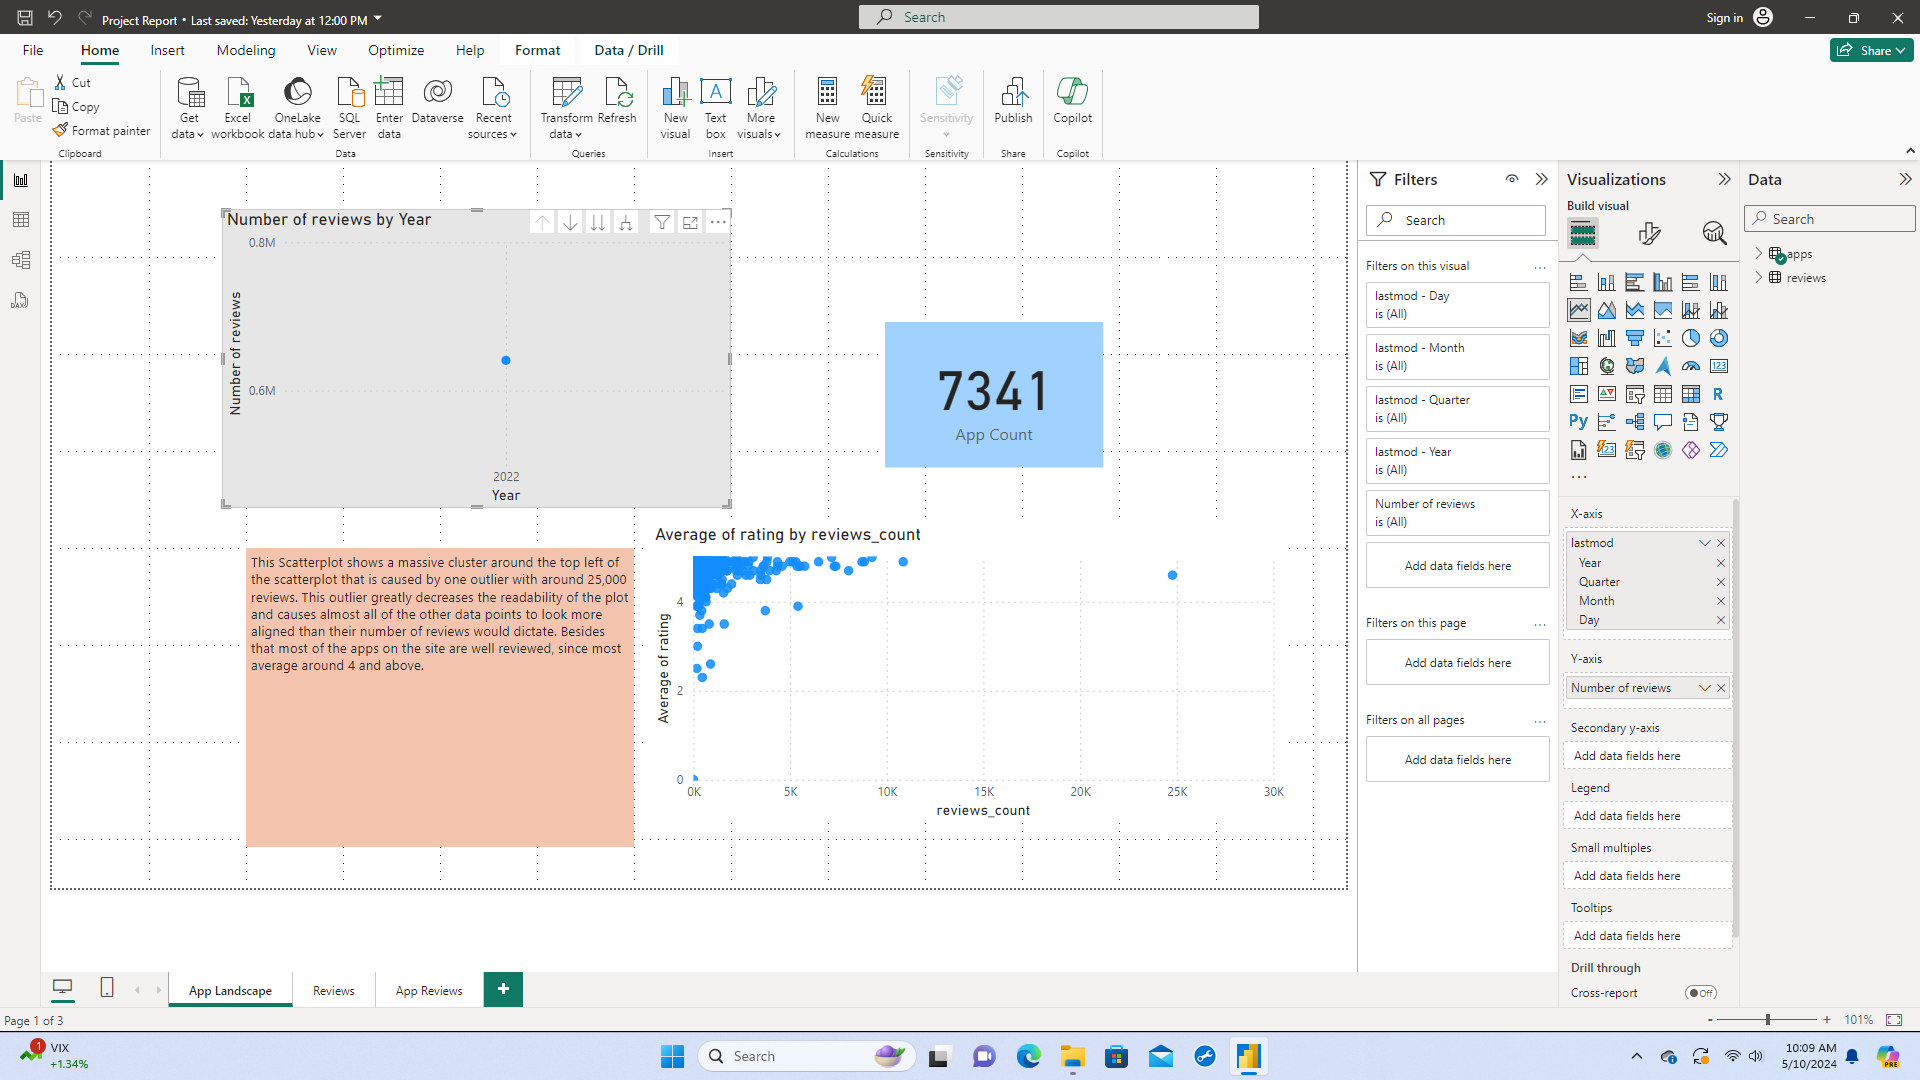 Project Report • Last saved: Yesterday at 12:00 PM
Search
Sign in
File
Home
Insert
Modeling
View
Optimize
Help
Format
Data / Drill
Share
Paste
Cut
Copy
Format painter
Clipboard
Get
data
Excel
workbook
OneLake
data hub
SQL
Server
Enter
data
Dataverse
Recent
sources
Data
Transform
data
Refresh
Queries
New
visual
Text
box
More
visuals
Insert
New
measure
Quick
measure
Calculations
Sensitivity
Sensitivity
Publish
Share
Copilot
Copilot
DAX
Number of reviews by Year
0.8M
0.6M
Number of reviews
2022
Year
7341
App Count
This Scatterplot shows a massive cluster around the top left of
the scatterplot that is caused by one outlier with around 25,000
reviews. This outlier greatly decreases the readability of the plot
and causes almost all of the other data points to look more
aligned than their number of reviews would dictate. Besides
that most of the apps on the site are well reviewed, since most
average around 4 and above.
Average of rating by reviews_count
Average of rating
4
2
0
0K
5K
10K
15K
20K
25K
30K
reviews_count
Filters
Search
Filters on this visual
lastmod - Day
is (All)
lastmod - Month
is (All)
lastmod - Quarter
is (All)
lastmod - Year
is (All)
Number of reviews
is (All)
Add data fields here
Filters on this page
Add data fields here
Filters on all pages
Add data fields here
Visualizations
Build visual
123
R
Py
123
X-axis
lastmod
Year
Quarter
Month
Day
Y-axis
Number of reviews
Secondary y-axis
Add data fields here
Legend
Add data fields here
Small multiples
Add data fields here
Tooltips
Add data fields here
Drill through
Cross-report
Off
Data
Search
apps
reviews
App Landscape
Reviews
App Reviews
Page 1 of 3
101%
1
VIX
+1.34%
Search
10:09 AM
5/10/2024
PRE